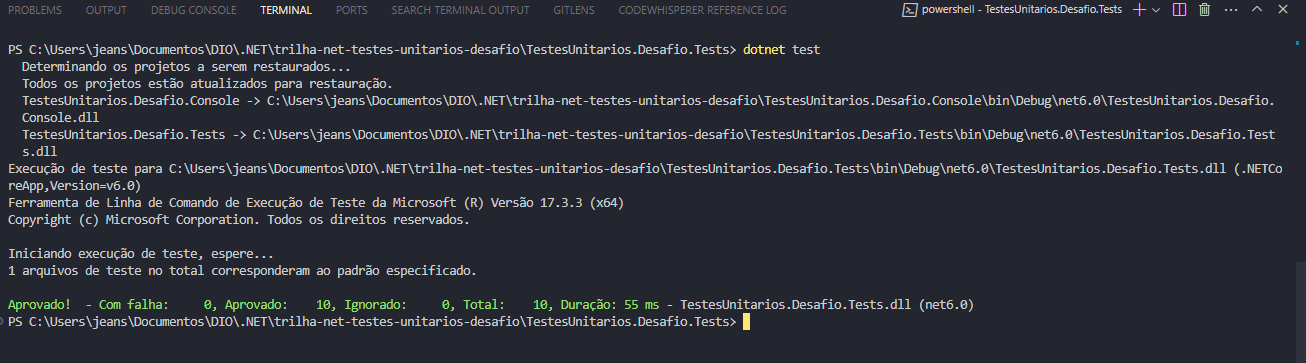 PROBLEMS OUTPUT DEBUG CONSOLE TERMINAL PORTS SEARCH TERMINAL OUTPUT GITLENS CODEWHISPERER REFERENCE LOG powershell - TestesUnitarios.Desafio.Tests
PS C:\Users\jeans\Documentos\DIO\.NET\trilha-net-testes-unitarios-desafio\TestesUnitarios.Desafio.Tests> dotnet test
Determinando os projetos a serem restaurados...
Todos os projetos estão atualizados para restauração.
TestesUnitarios.Desafio.Console -> C:\Users\jeans\Documentos\DIO\.NET\trilha-net-testes-unitarios-desafio\TestesUnitarios.Desafio.Console\bin\Debug\net6.0\TestesUnitarios.Desafio.
Console.dll
TestesUnitarios.Desafio.Tests -> C:\Users\jeans\Documentos\DIO\.NET\trilha-net-testes-unitarios-desafio\TestesUnitarios.Desafio.Tests\bin\Debug\net6.0\TestesUnitarios.Desafio.Test
s.dll
Execução de teste para C:\Users\jeans\Documentos\DIO\.NET\trilha-net-testes-unitarios-desafio\TestesUnitarios.Desafio.Tests\bin\Debug\net6.0\TestesUnitarios.Desafio.Tests.dll (.NETCo
reApp,Version=v6.0)
Ferramenta de Linha de Comando de Execução de Teste da Microsoft (R) Versão 17.3.3 (x64)
Copyright (c) Microsoft Corporation. Todos os direitos reservados.
Iniciando execução de teste, espere...
1 arquivos de teste no total corresponderam ao padrão especificado.
Aprovado!  - Com falha:     0, Aprovado:    10, Ignorado:     0, Total:    10, Duração: 55 ms - TestesUnitarios.Desafio.Tests.dll (net6.0)
PS C:\Users\jeans\Documentos\DIO\.NET\trilha-net-testes-unitarios-desafio\TestesUnitarios.Desafio.Tests>